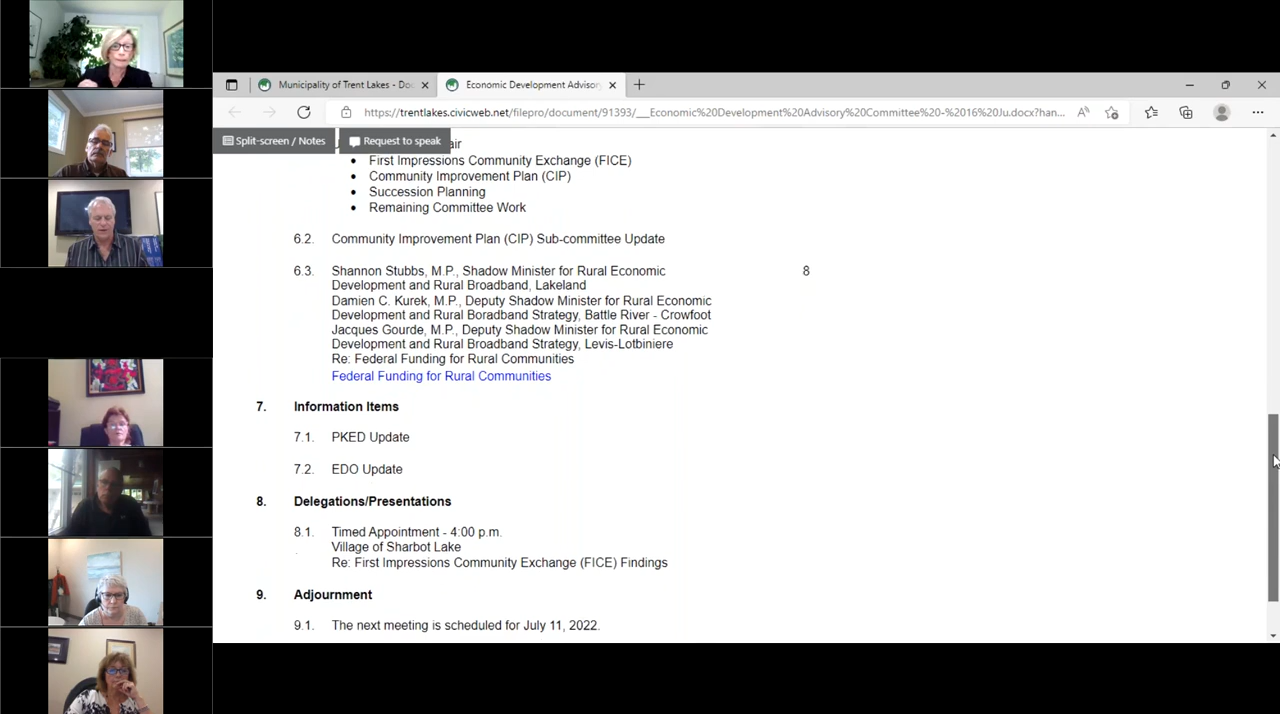 Municipality of Trent Lakes - Do
Economic Development Advisory
https://trentlakes.civicweb.net/filepro/document/91393/__Economic%20Development%20Advisory%20Committee%20-%2016%20Ju.docx?han...
Split-screen / Notes
Request to speak
air
• First Impressions Community Exchange (FICE)
• Community Improvement Plan (CIP)
• Succession Planning
• Remaining Committee Work
6.2. Community Improvement Plan (CIP) Sub-committee Update
6.3. Shannon Stubbs, M.P., Shadow Minister for Rural Economic 8
Development and Rural Broadband, Lakeland
Damien C. Kurek, M.P., Deputy Shadow Minister for Rural Economic
Development and Rural Boradband Strategy, Battle River - Crowfoot
Jacques Gourde, M.P., Deputy Shadow Minister for Rural Economic
Development and Rural Broadband Strategy, Levis-Lotbiniere
Re: Federal Funding for Rural Communities
Federal Funding for Rural Communities
7. Information Items
7.1. PKED Update
7.2. EDO Update
8. Delegations/Presentations
8.1. Timed Appointment - 4:00 p.m.
Village of Sharbot Lake
Re: First Impressions Community Exchange (FICE) Findings
9. Adjournment
9.1. The next meeting is scheduled for July 11, 2022.